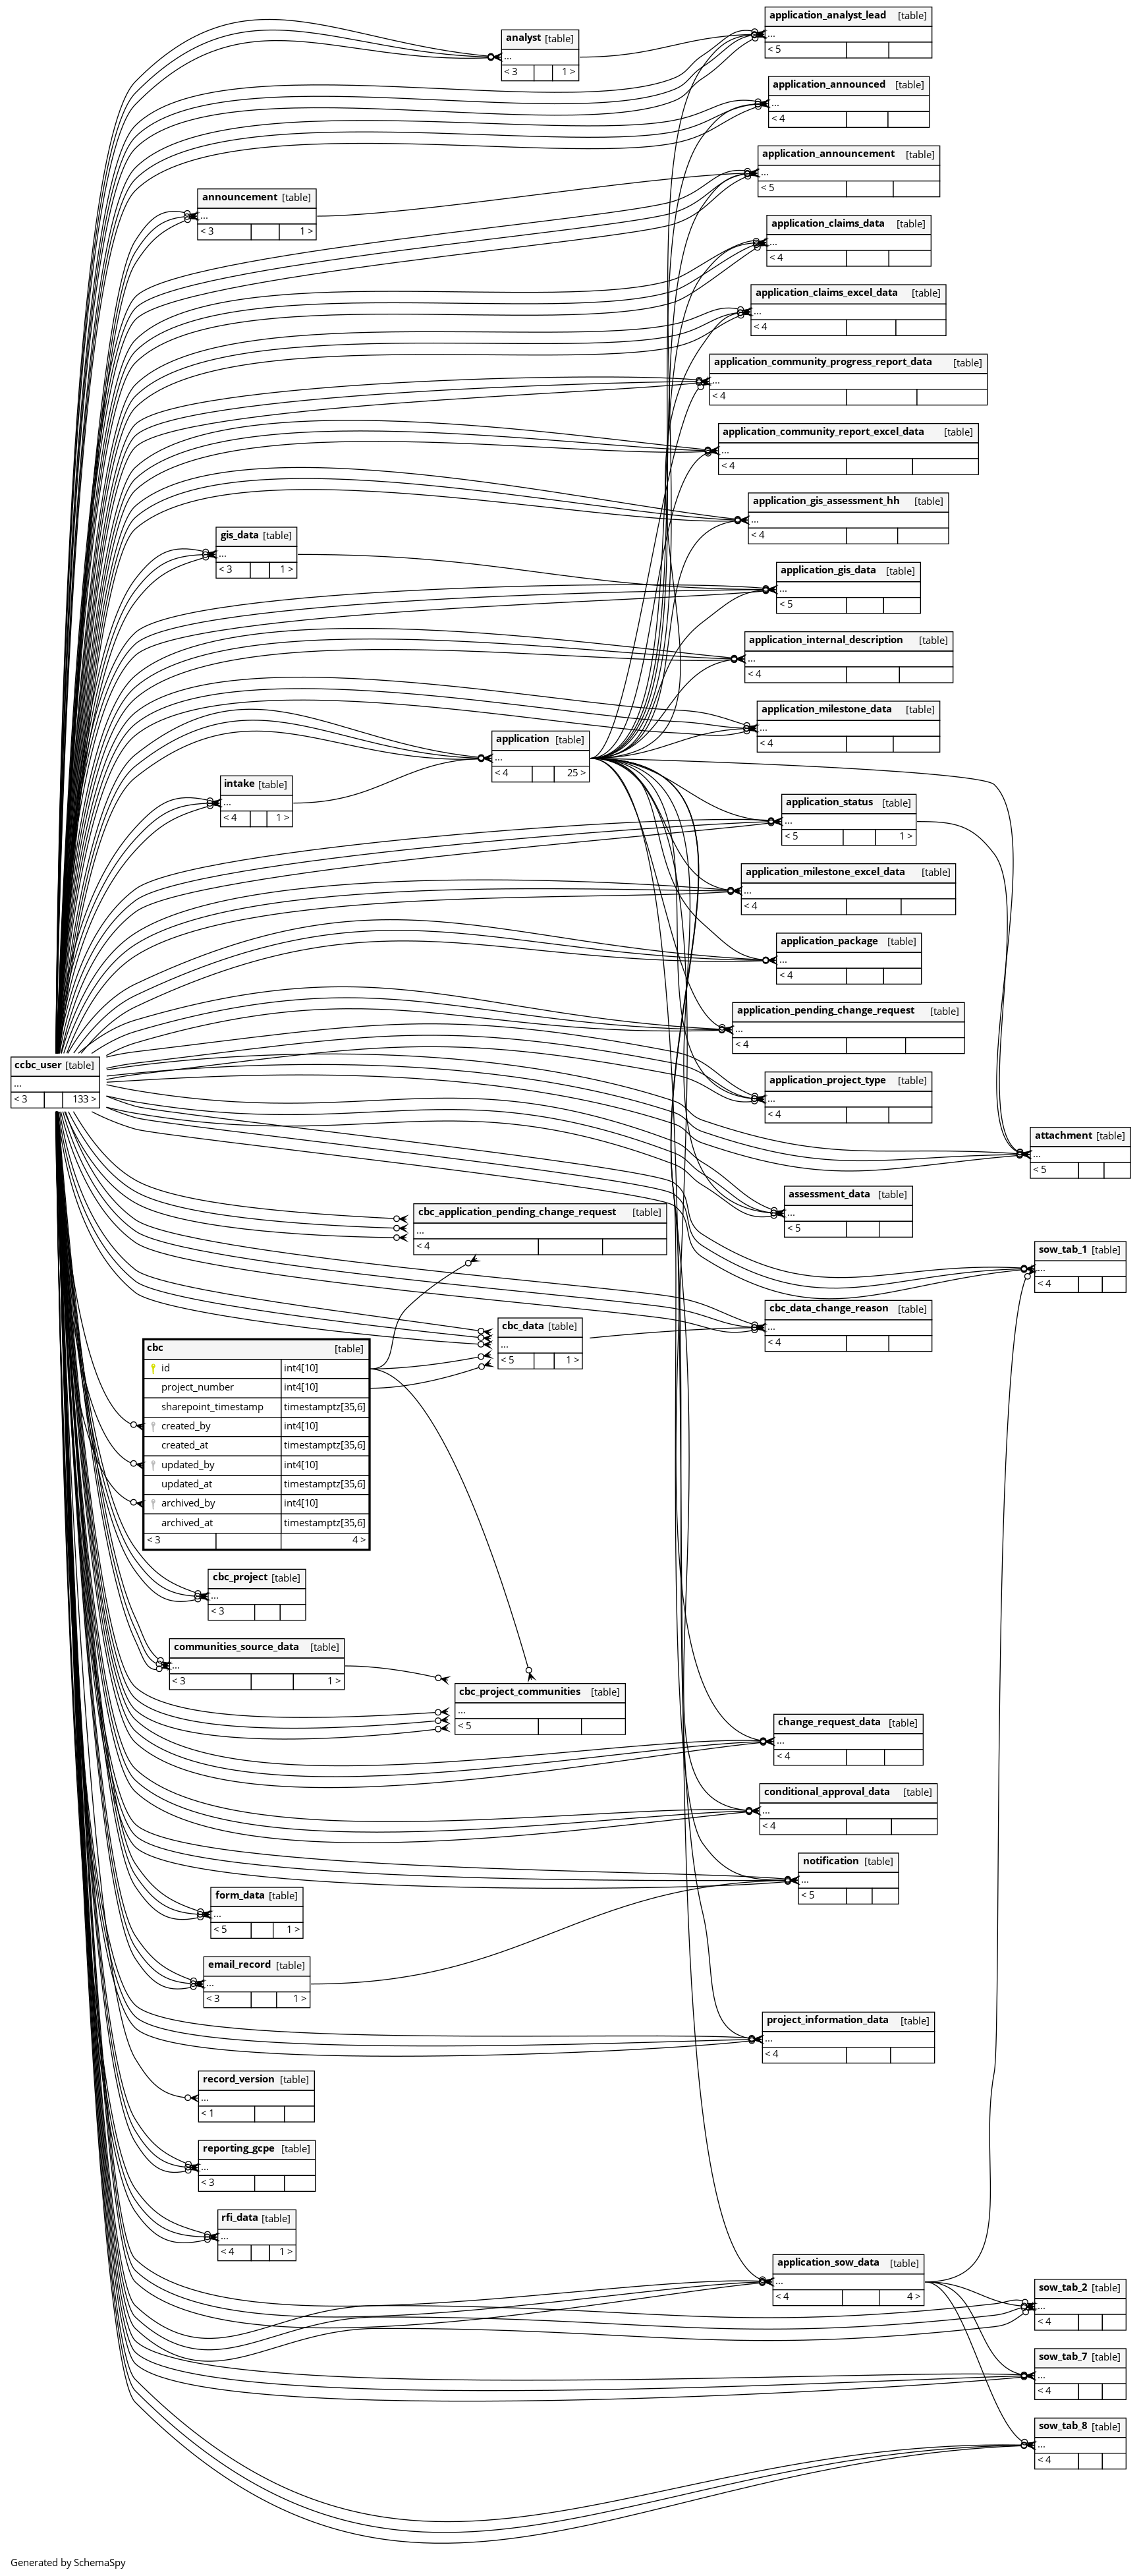 application_analyst_lead [table]
...
< 5
analyst [table]
...
< 3 1 >
application_announced [table]
...
< 4
application_announcement [table]
...
< 5
announcement [table]
...
< 3 1 >
application_claims_data [table]
...
< 4
application_claims_excel_data [table]
...
< 4
application_community_progress_report_data [table]
...
< 4
application_community_report_excel_data [table]
...
< 4
application_gis_assessment_hh [table]
...
< 4
gis_data [table]
...
< 3 1 >
application_gis_data [table]
...
< 5
application_internal_description [table]
...
< 4
application_milestone_data [table]
...
< 4
application [table]
...
< 4 25 >
intake [table]
...
< 4 1 >
application_status [table]
...
< 5 1 >
application_milestone_excel_data [table]
...
< 4
application_package [table]
...
< 4
application_pending_change_request [table]
...
< 4
ccbc_user [table]
...
< 3 133 >
application_project_type [table]
...
< 4
attachment [table]
...
< 5
assessment_data [table]
...
< 5
cbc_application_pending_change_request [table]
...
< 4
sow_tab_1 [table]
...
< 4
cbc_data_change_reason [table]
...
< 4
cbc_data [table]
...
< 5 1 >
cbc [table]
id int4[10]
project_number int4[10]
sharepoint_timestamp timestamptz[35,6]
created_by int4[10]
created_at timestamptz[35,6]
updated_by int4[10]
updated_at timestamptz[35,6]
archived_by int4[10]
archived_at timestamptz[35,6]
< 3 4 >
cbc_project [table]
...
< 3
communities_source_data [table]
...
< 3 1 >
cbc_project_communities [table]
...
< 5
change_request_data [table]
...
< 4
conditional_approval_data [table]
...
< 4
notification [table]
...
< 5
form_data [table]
...
< 5 1 >
email_record [table]
...
< 3 1 >
project_information_data [table]
...
< 4
record_version [table]
...
< 1
reporting_gcpe [table]
...
< 3
rfi_data [table]
...
< 4 1 >
application_sow_data [table]
...
< 4 4 >
sow_tab_2 [table]
...
< 4
sow_tab_7 [table]
...
< 4
sow_tab_8 [table]
...
< 4
Generated by SchemaSpy